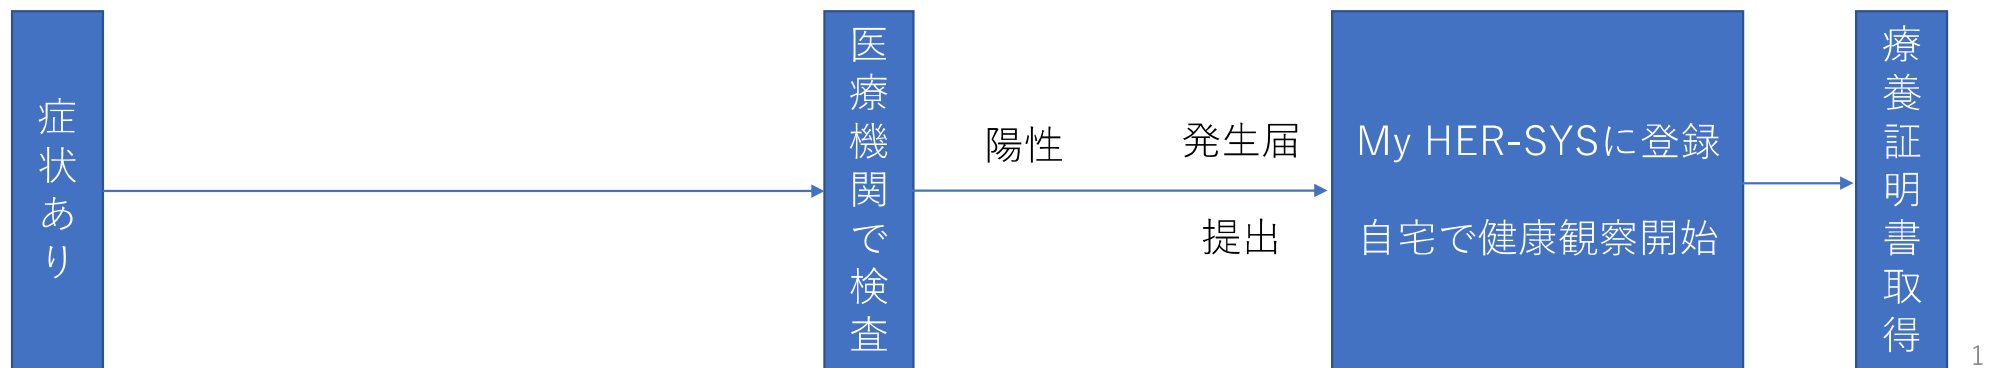 症状あり
医療機関で検査
陽性
発生届
提出
My HER-SYSに登録
自宅で健康観察開始
療養証明書取得
1